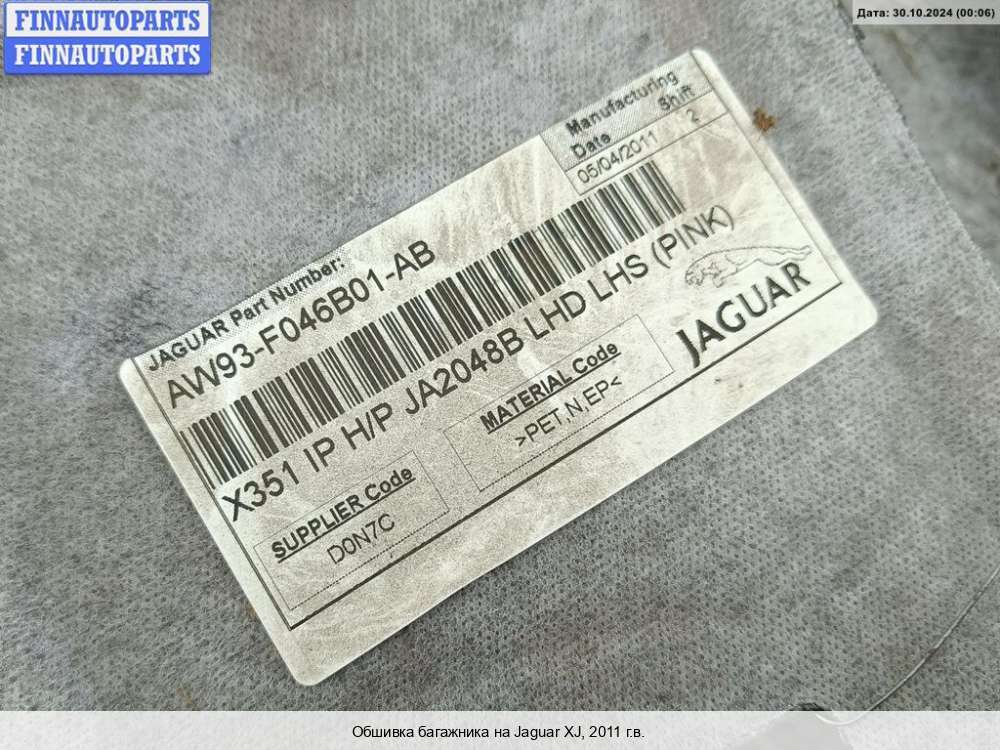 FINNAUTOPARTS
FINNAUTOPARTS
Дата: 30.10.2024 (00:06)
Manufacturing
Date Shift
05/04/2011 2
JAGUAR Part Number:
AW93-F046B01-AB
X351 IP H/P JA2048B LHD LHS (PINK)
JAGUAR
SUPPLIER Code
D0N7C
MATERIAL Code
>PET,N,EP<
Обшивка багажника на Jaguar XJ, 2011 г.в.